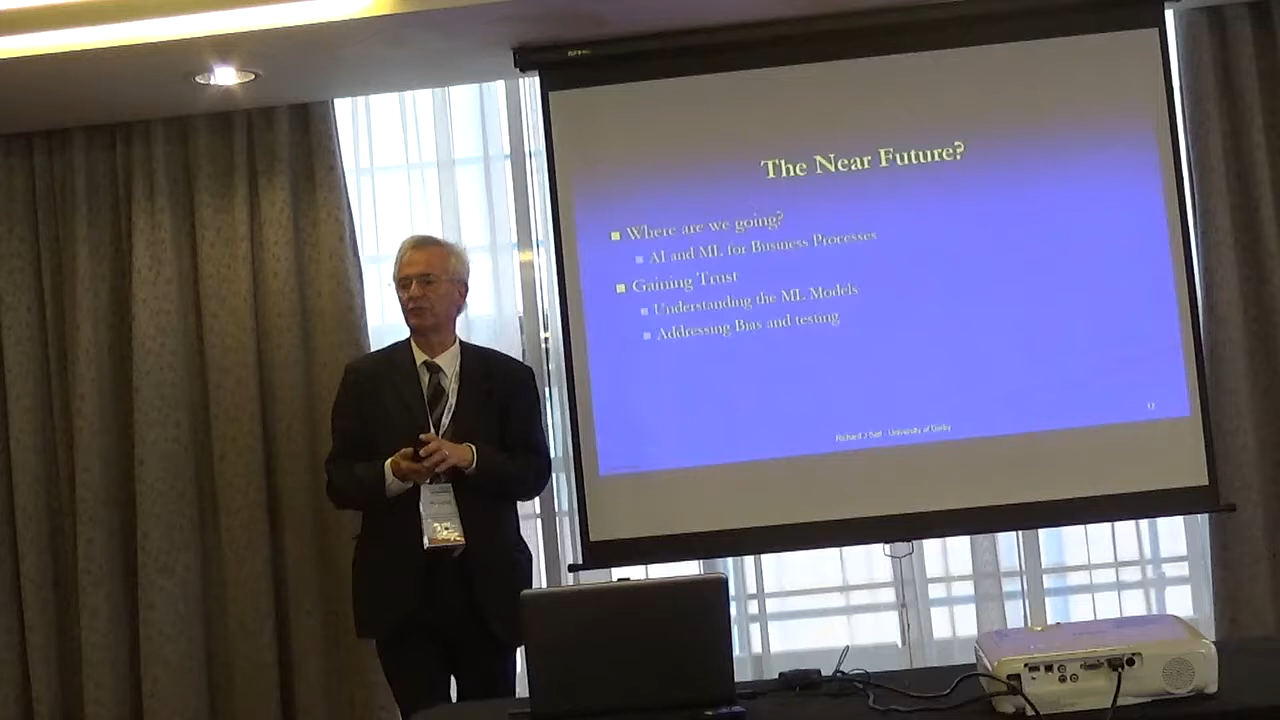 The Near Future?
Where are we going?
AI and ML for Business Processes
Gaining Trust
Understanding the ML Models
Addressing Bias and testing
Richard J Self - University of Derby